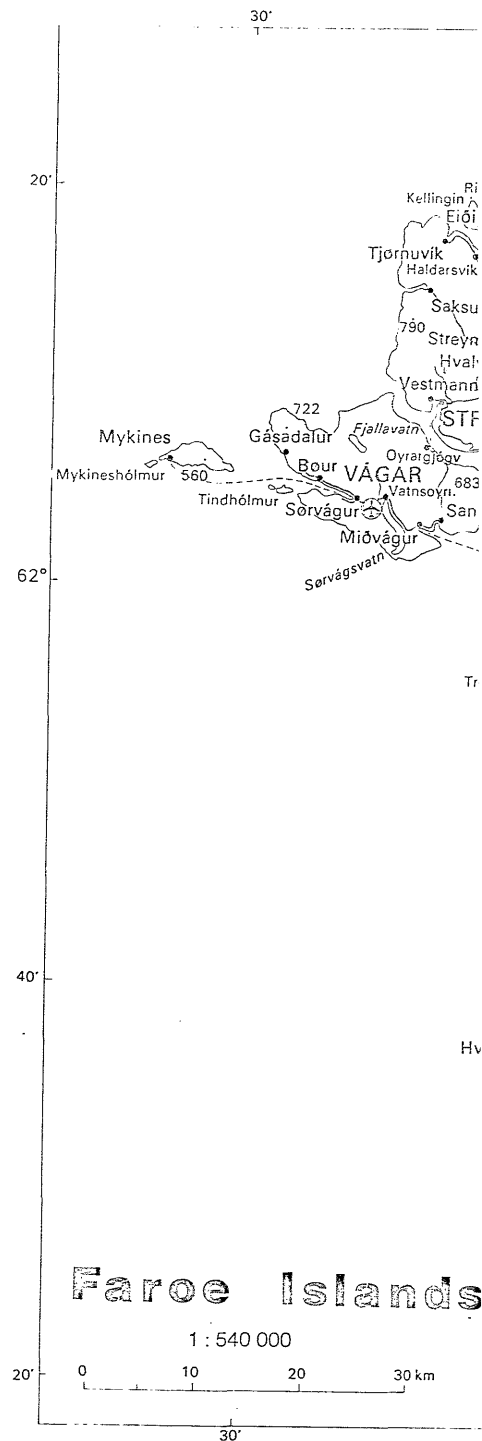 30'
20'
Kellingin
Eiði
Tjørnuvík
Haldarsvik
Saksu
790
Streyn
Hval
Vestmann
722
Fjallavatn
STR
Mykines
Gásadalur
Oyrargjógv
Bøur
VÁGAR
683
Mykineshólmur
560
Tindhólmur
Vatnsoyri.
Sørvágur
San
Miðvágur
62°
Sørvágsvatn
Tr
40'
Hv
Faroe Islands
1 : 540 000
20'
0 10 20 30 km
30'